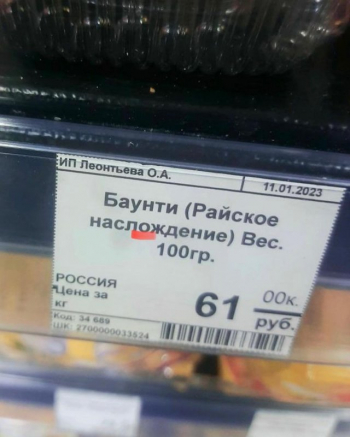 ИП Леонтьева О.А.
11.01.2023
Баунти (Райское
наслождение) Вес.
100гр.
РОССИЯ
Цена за
кг
61 00к.
руб.
Код: 34 689
ШК: 2700000033524